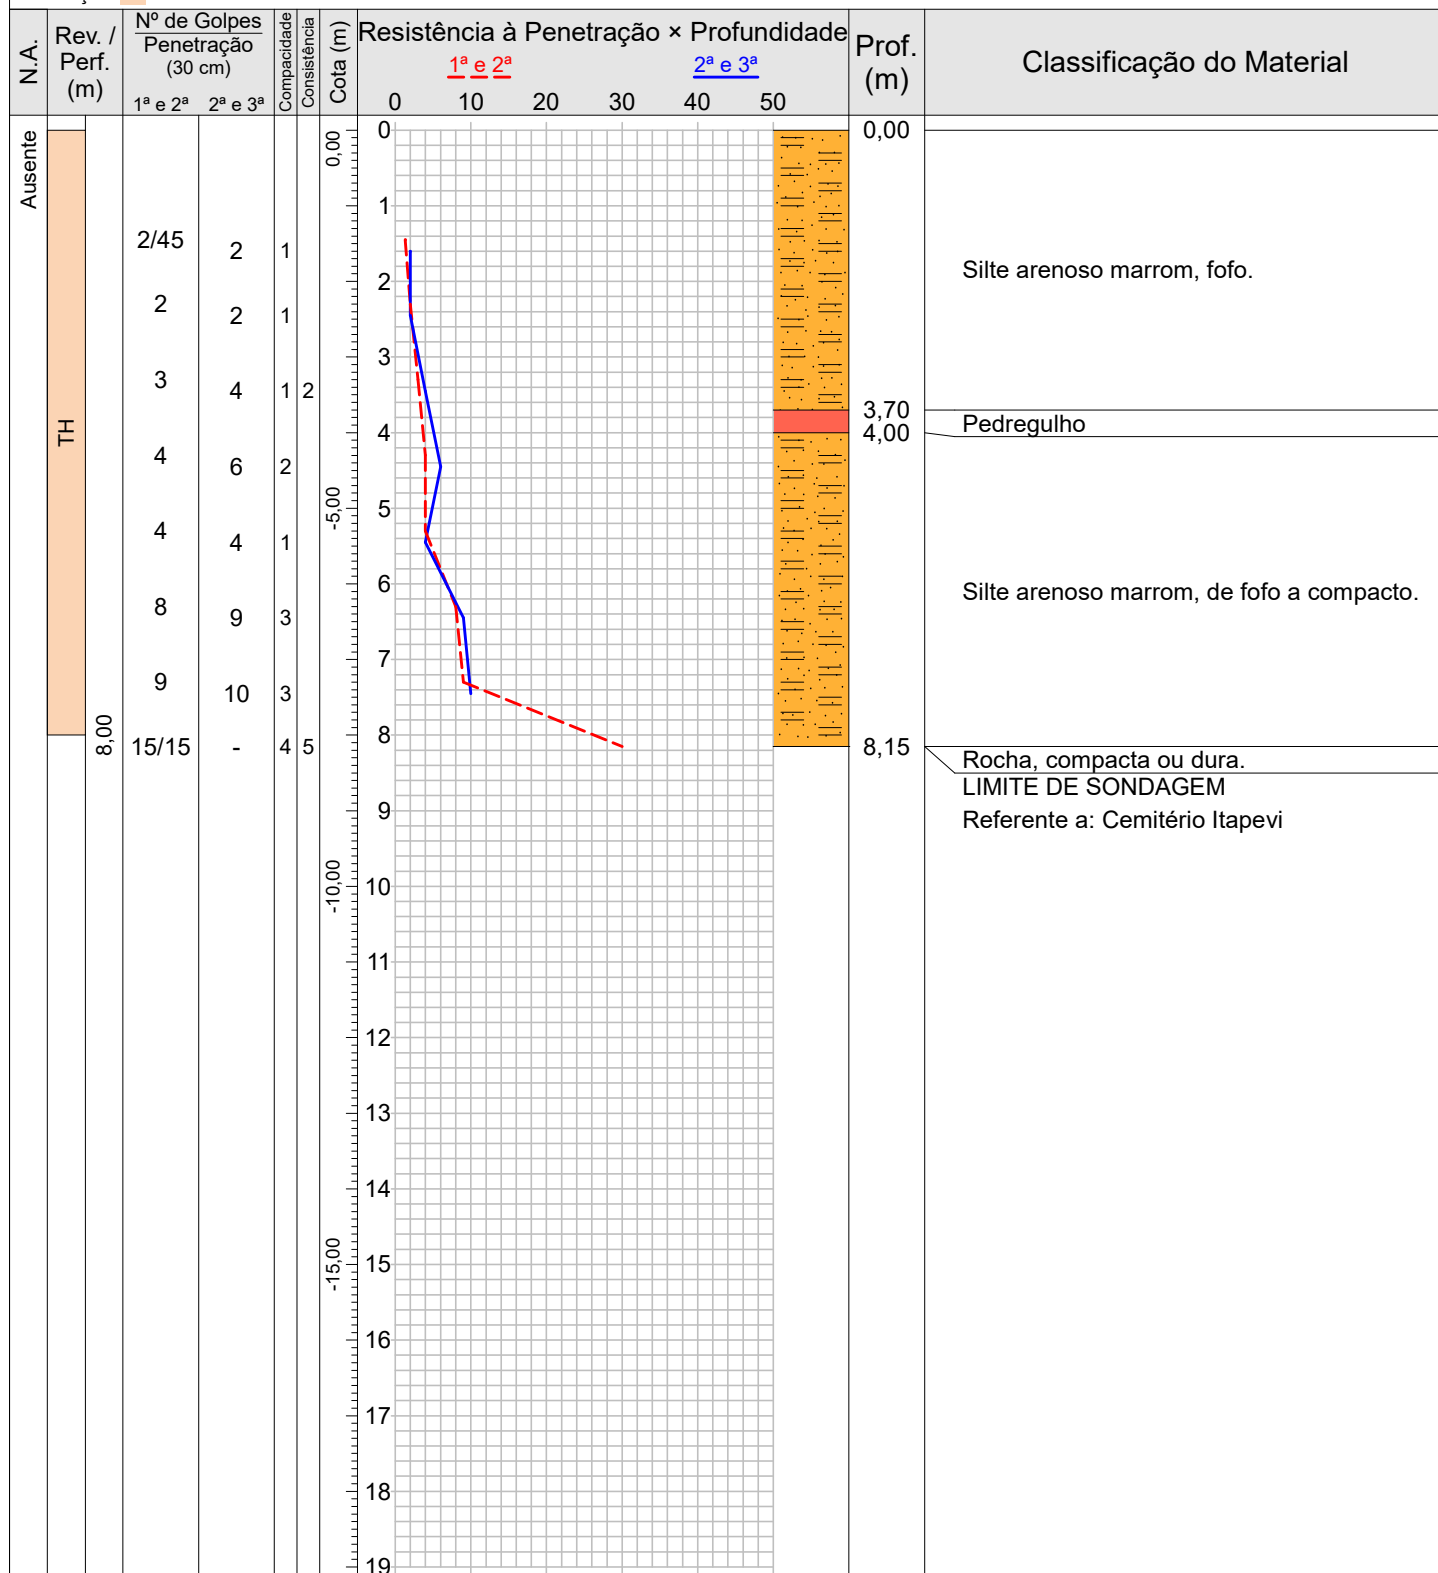 N.A.
Rev. /
Perf.
(m)
Nº de Golpes
Penetração
(30 cm)
1ª e 2ª 2ª e 3ª
Compacidade
Consistência
Cota (m)
Resistência à Penetração × Profundidade
1ª e 2ª 2ª e 3ª
0 10 20 30 40 50
Prof.
(m)
Classificação do Material
Ausente
TH
8,00
2/45 2 1
2 2 1
3 4 1 2
4 6 2
4 4 1
8 9 3
9 10 3
15/15 - 4 5
0,00
-5,00
-10,00
-15,00
0
1
2
3
4
5
6
7
8
9
10
11
12
13
14
15
16
17
18
19
0,00
Silte arenoso marrom, fofo.
3,70
Pedregulho
4,00
Silte arenoso marrom, de fofo a compacto.
8,15
Rocha, compacta ou dura.
LIMITE DE SONDAGEM
Referente a: Cemitério Itapevi